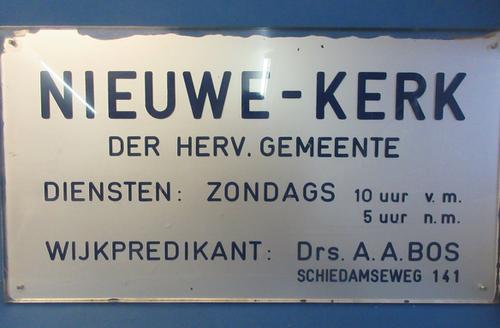 NIEUWE-KERK
DER HERV. GEMEENTE
DIENSTEN: ZONDAGS 10 uur v.m.
5 uur n.m.
WIJKPREDIKANT: Drs. A.A.BOS
SCHIEDAMSEWEG 141